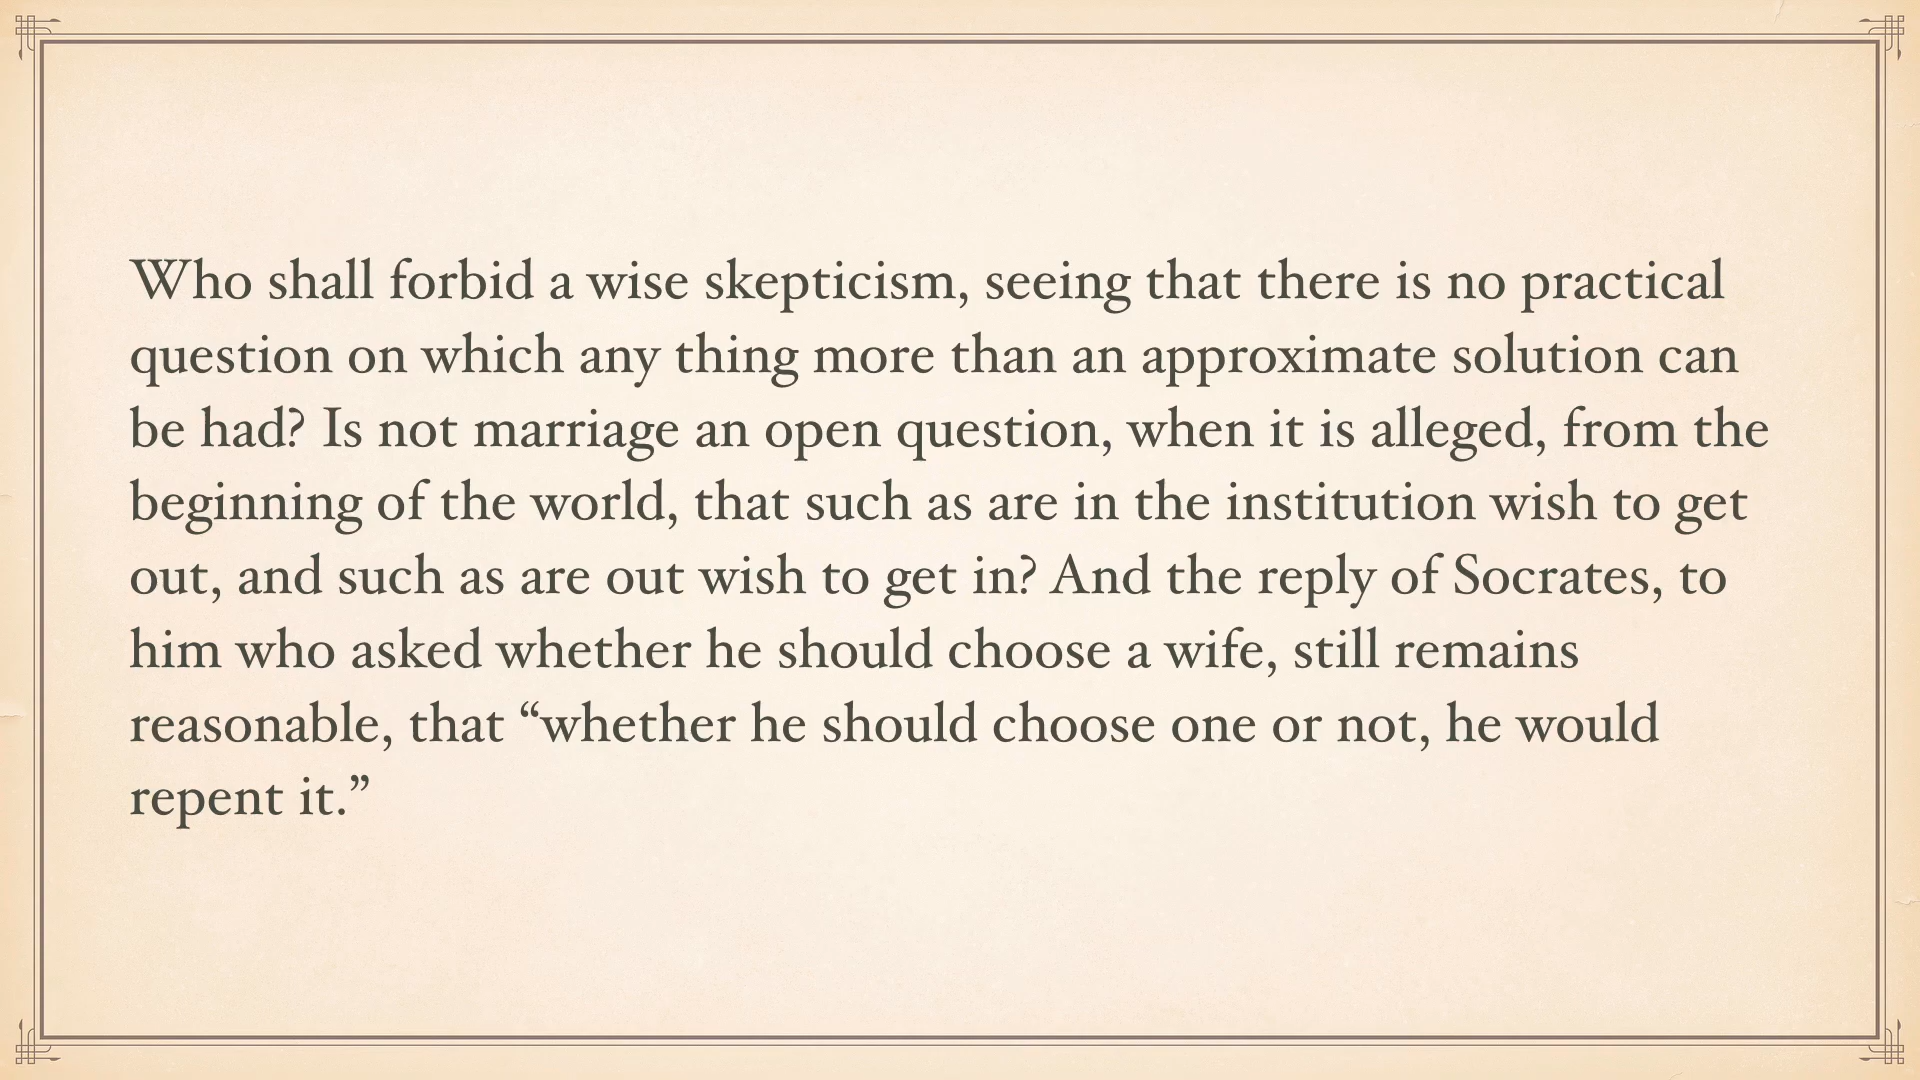 Who shall forbid a wise skepticism, seeing that there is no practical
question on which any thing more than an approximate solution can
be had? Is not marriage an open question, when it is alleged, from the
beginning of the world, that such as are in the institution wish to get
out, and such as are out wish to get in? And the reply of Socrates, to
him who asked whether he should choose a wife, still remains
reasonable, that “whether he should choose one or not, he would
repent it.”